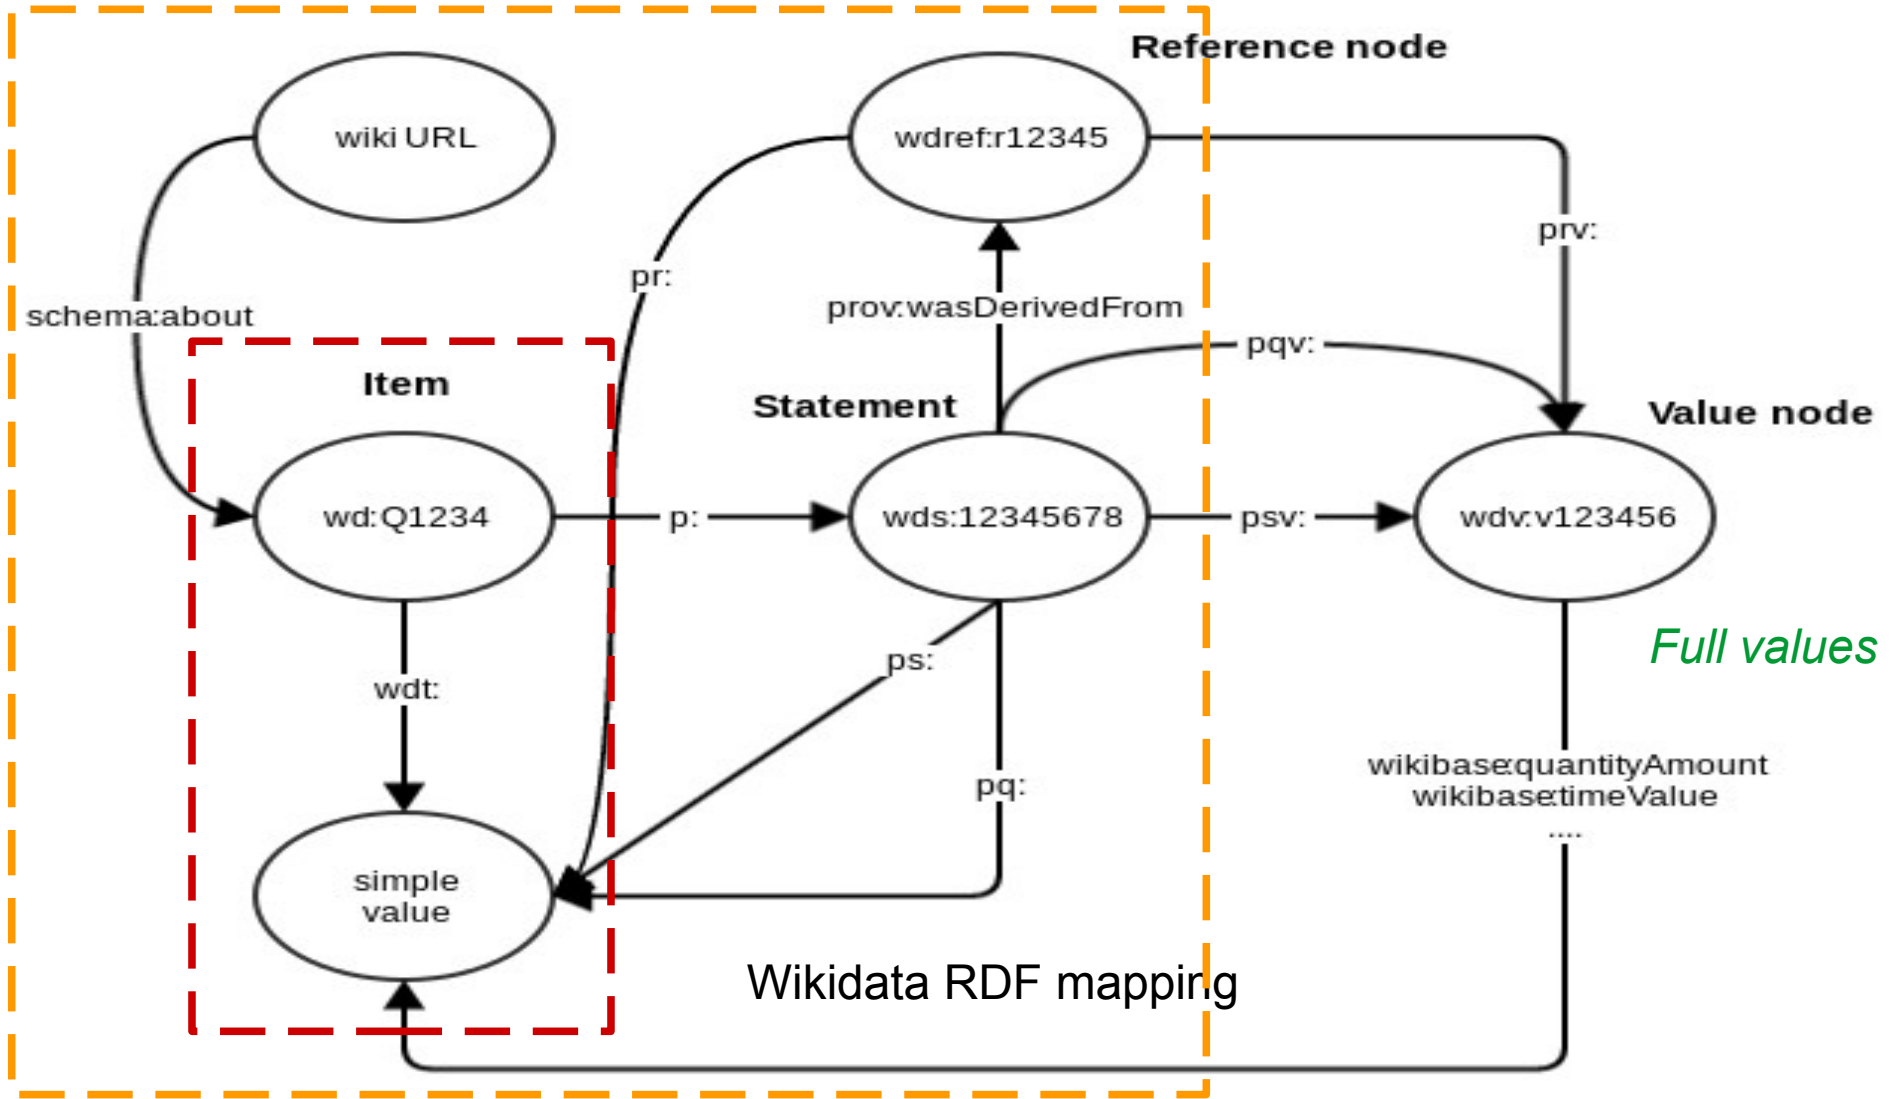 Reference node
wiki URL
wdref:r12345
prv:
pr:
prov:wasDerivedFrom
schema:about
pqv:
Item
Statement
Value node
wd:Q1234
p:
wds:12345678
psv:
wdv:v123456
Full values
ps:
wdt:
wikibase:quantityAmount
pq:
wikibase:timeValue
....
simple
value
Wikidata RDF mapping